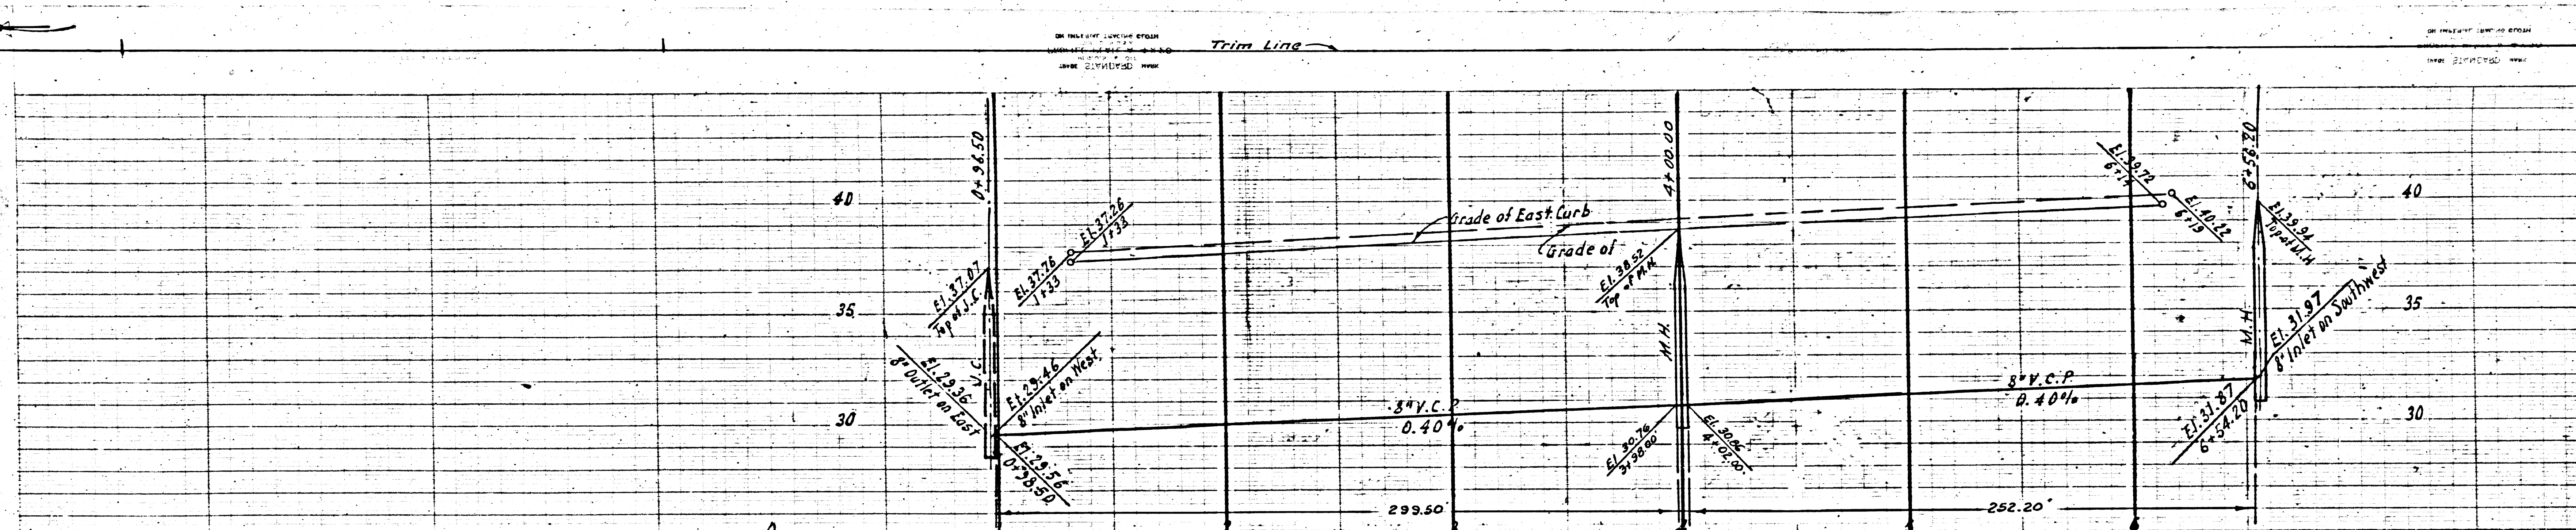 Trim Line
STANDARD
STANDARD
0+96.50
4+00.00
6+56.20
40
35
30
El. 37.07
Top of J.C.
J.C.
El. 29.36
8" Outlet on East
El. 29.46
8" Inlet on West
El. 29.56
0+98.50
El. 37.26
1+33
El. 37.76
1+33
Grade of East Curb
Grade of
El. 38.52
Top of M.H.
M.H.
8" V.C.P.
0.40%
El. 30.76
3+98.00
El. 30.86
4+02.00
8" V.C.P.
0.40%
El. 39.72
6+14
El. 40.22
6+19
El. 39.94
Top of M.H
M.H.
El. 31.97
8" Inlet on Southwest
El. 31.87
6+54.20
40
35
30
299.50
252.20